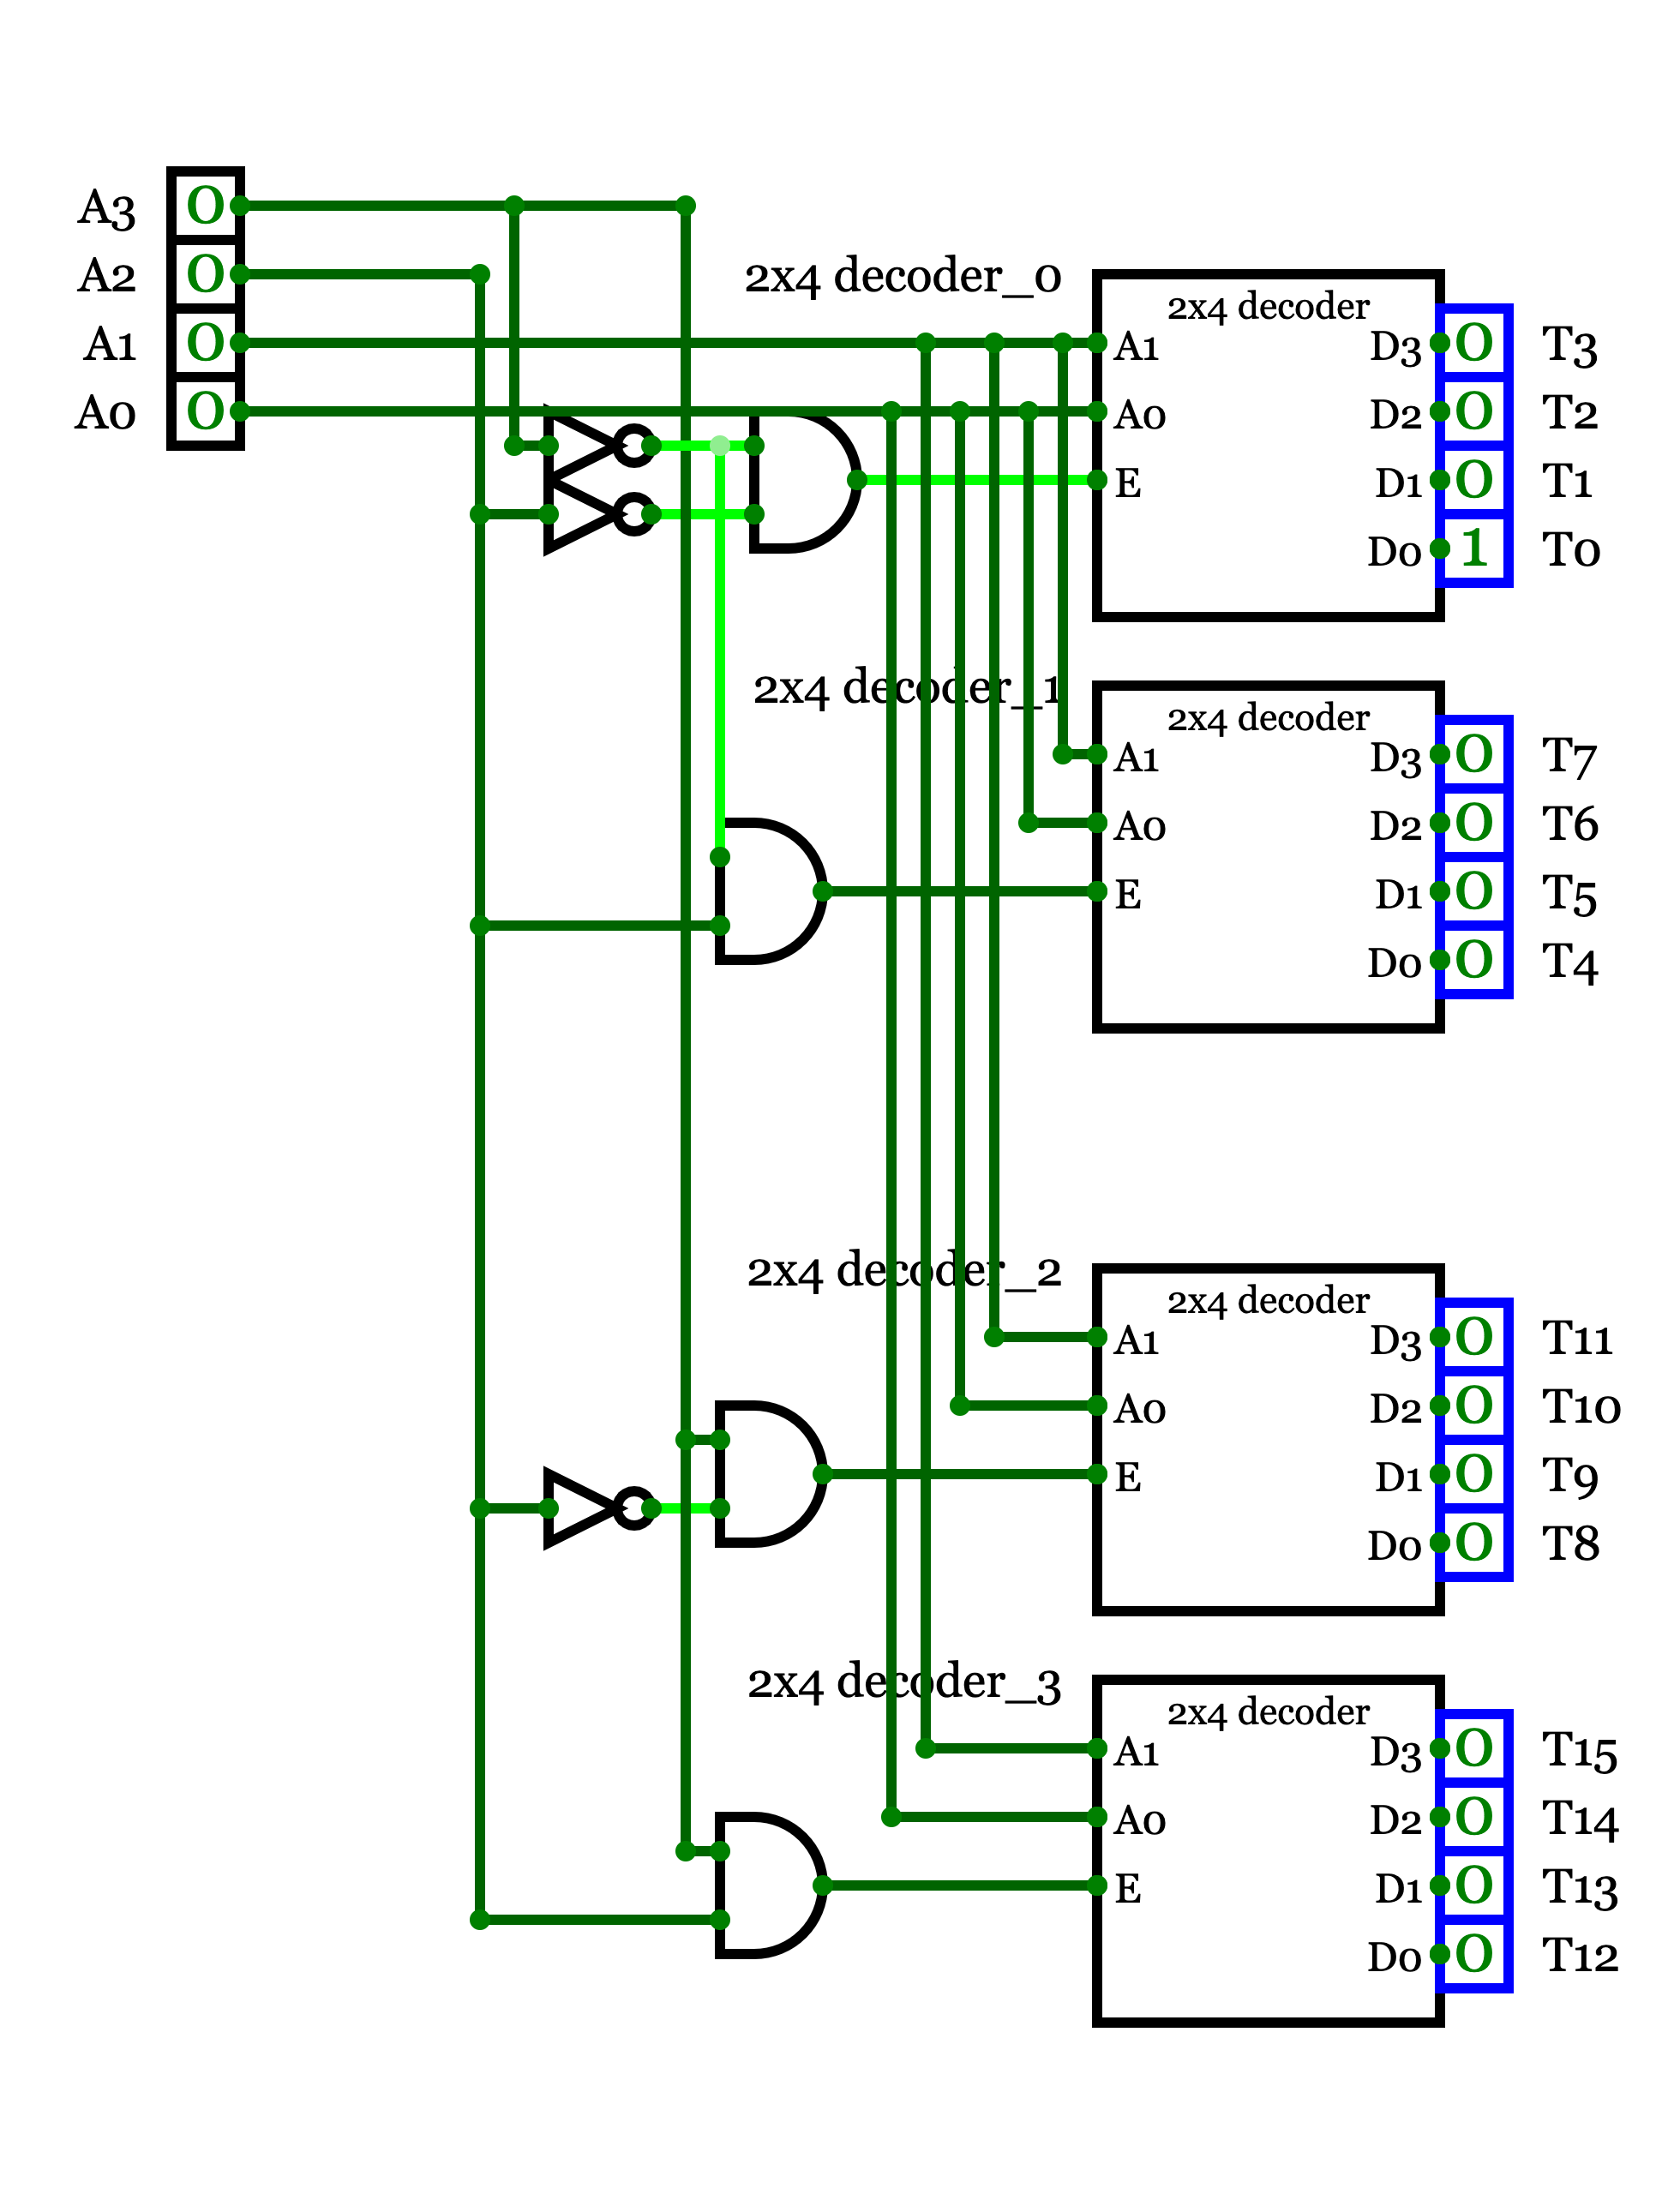 A3 0
A2 0
A1 0
A0 0
2x4 decoder_0
2x4 decoder
A1 D3 0 T3
A0 D2 0 T2
E D1 0 T1
D0 1 T0
2x4 decoder_1
2x4 decoder
A1 D3 0 T7
A0 D2 0 T6
E D1 0 T5
D0 0 T4
2x4 decoder_2
2x4 decoder
A1 D3 0 T11
A0 D2 0 T10
E D1 0 T9
D0 0 T8
2x4 decoder_3
2x4 decoder
A1 D3 0 T15
A0 D2 0 T14
E D1 0 T13
D0 0 T12